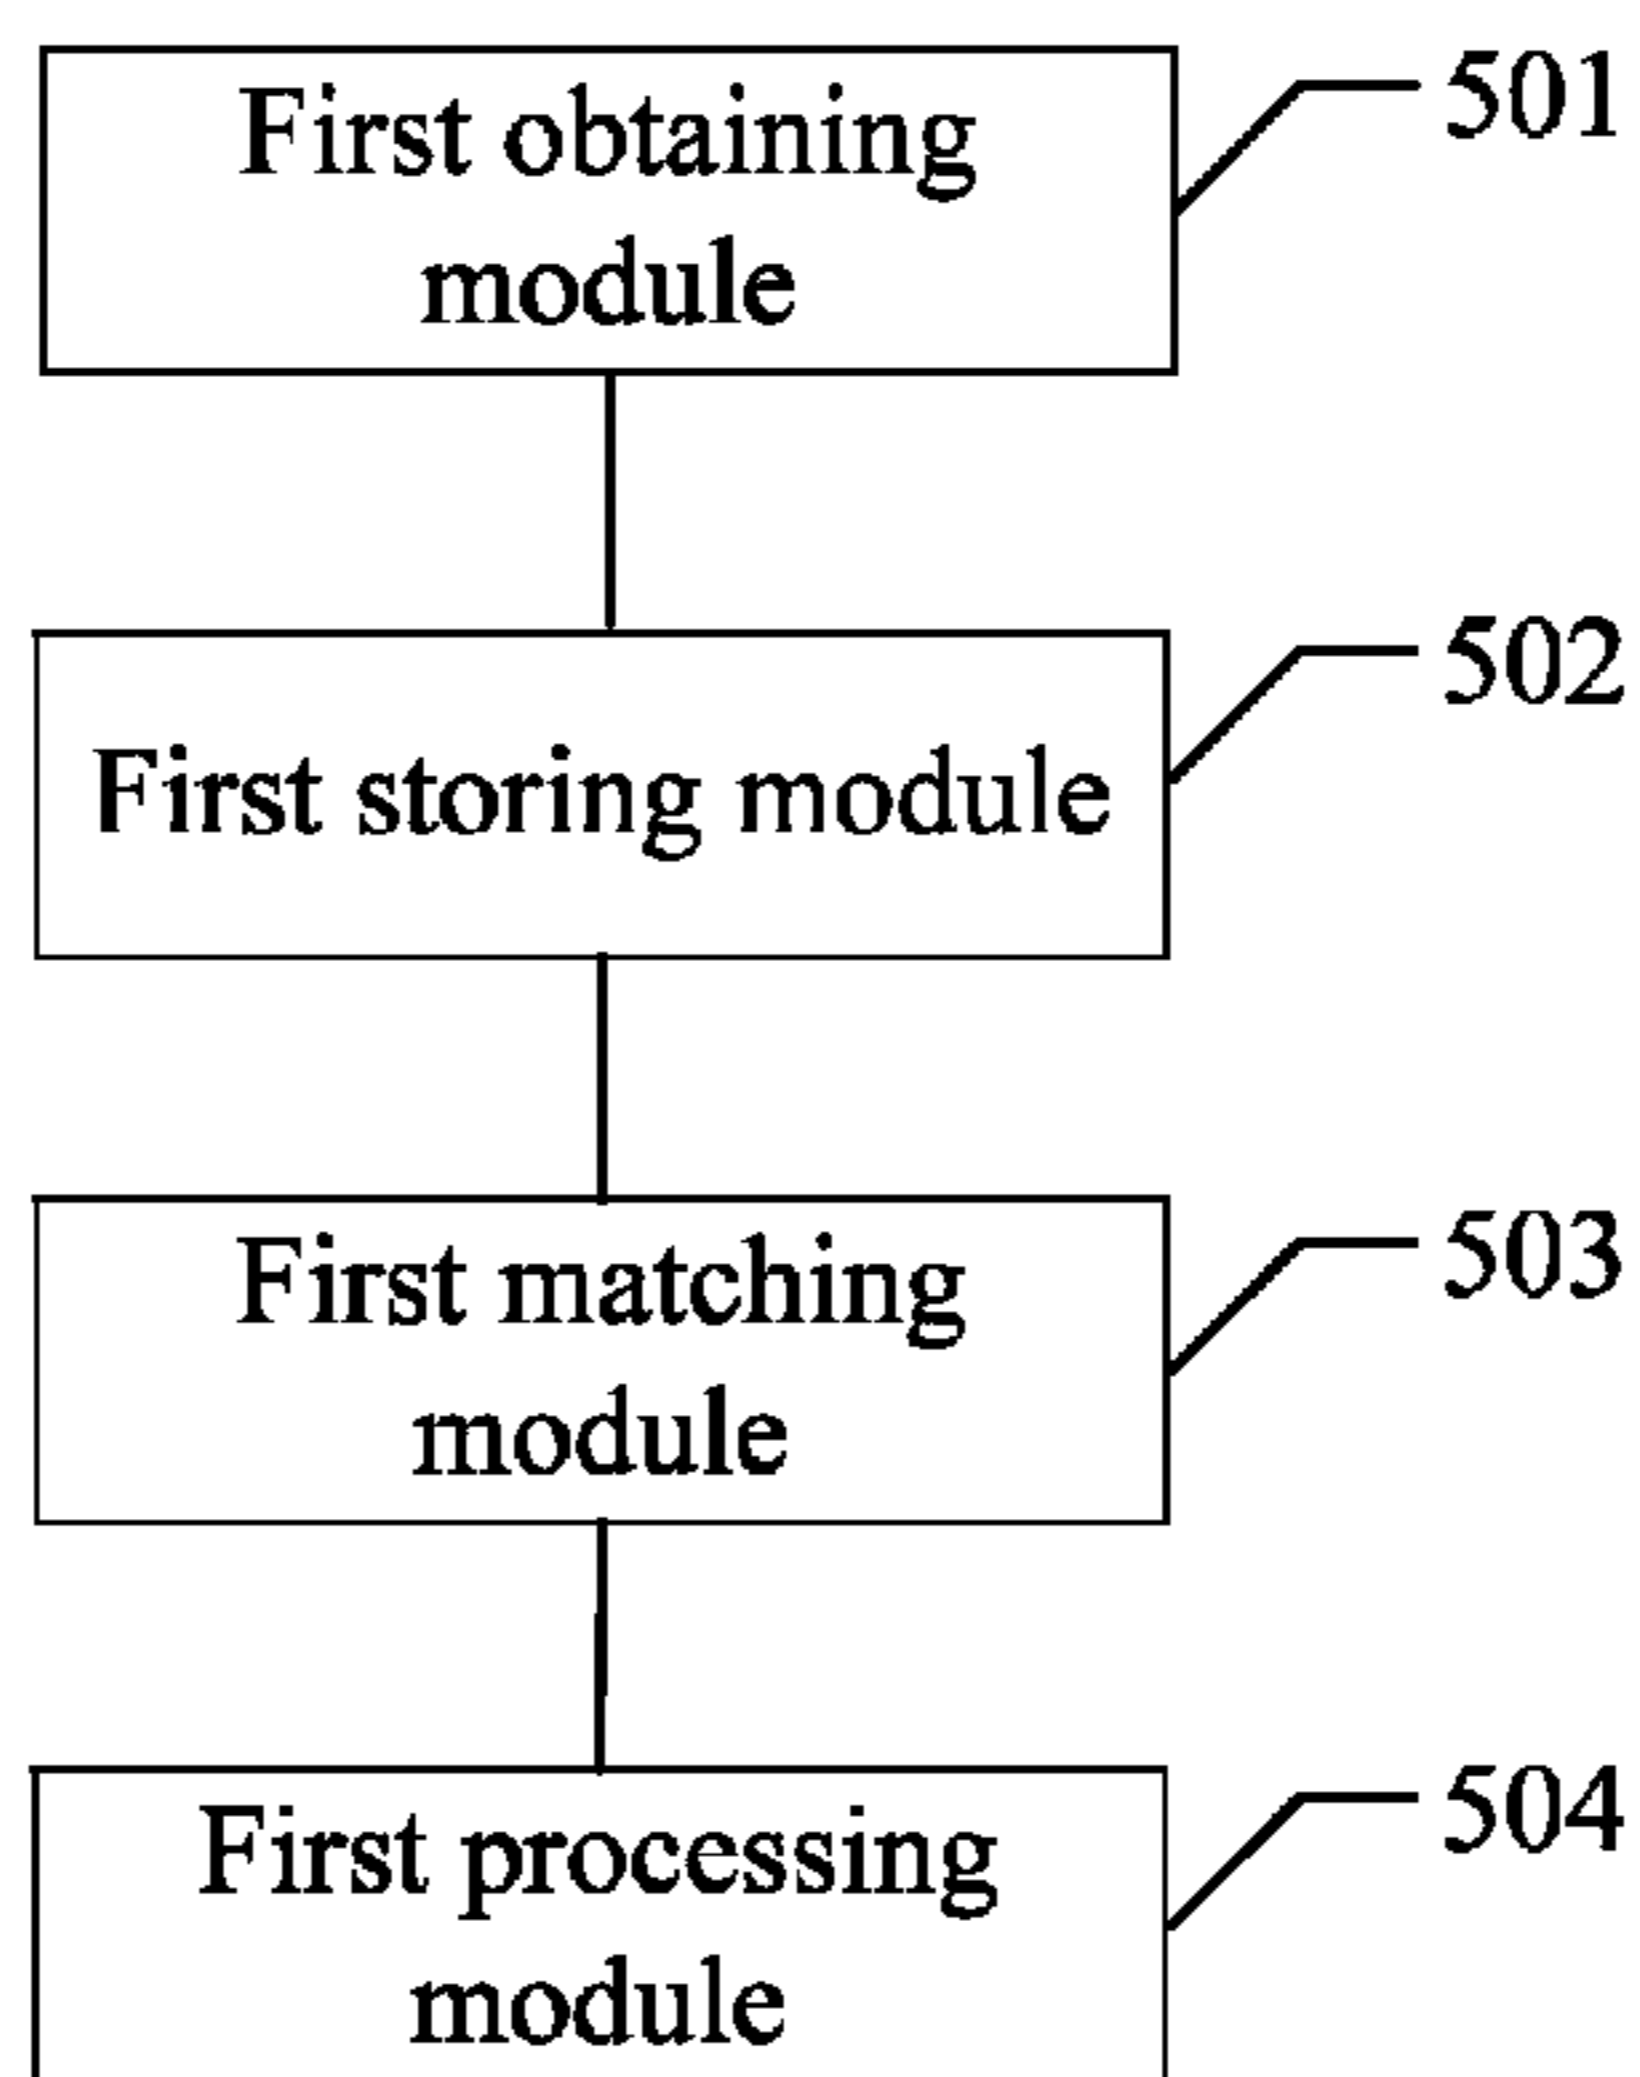 First obtaining
module
501
First storing module
502
First matching
module
503
First processing
module
504